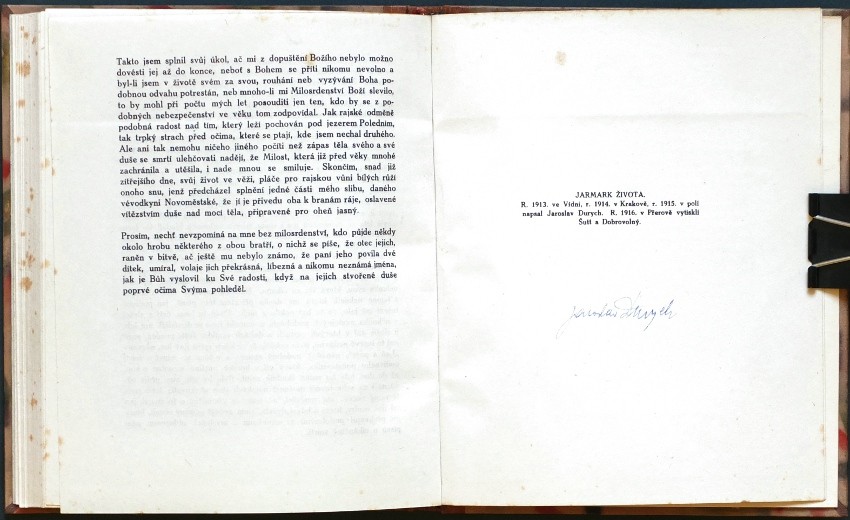 Takto jsem splnil svůj úkol, ač mi z dopuštění Božího nebylo možno
dovésti jej až do konce, neboť s Bohem se příti nikomu nevolno a
byl-li jsem v životě svém za svou, rouhání neb vyzývání Boha po-
dobnou odvahu potrestán, neb mnoho-li mi Milosrdenství Boží slevilo,
to by mohl při počtu mých let posouditi jen ten, kdo by se z po-
dobných nebezpečenství ve věku tom zodpovídal. Jak rajské odměně
podobná radost nad tím, který leží pochován pod jezerem Poledním,
tak trpký strach před očima, které se ptají, kde jsem nechal druhého.
Ale ani tak nemohu ničeho jiného počíti než zápas těla svého a své
duše se smrtí ulehčovati nadějí, že Milost, která již před věky mnohé
zachránila a utěšila, i nade mnou se smiluje. Skončím, snad již
zítřejšího dne, svůj život ve věži, pláče pro rajskou vůni bílých růží
onoho snu, jenž předcházel splnění jedné části mého slibu, daného
vévodkyni Novoměstské, že jí je přivedu oba k branám ráje, oslavené
vítězstvím duše nad mocí těla, připravené pro oheň jasný.
Prosím, nechť nevzpomíná na mne bez milosrdenství, kdo půjde někdy
okolo hrobu některého z obou bratří, o nichž se píše, že otec jejich,
raněn v bitvě, ač ještě mu nebylo známo, že paní jeho povila dvé
dítek, umíral, volaje jich překrásná, líbezná a nikomu neznámá jména,
jak je Bůh vyslovil ku Své radosti, když na jejich stvořené duše
poprvé očima Svýma pohleděl.
JARMARK ŽIVOTA.
R. 1913. ve Vídni, r. 1914. v Krakově, r. 1915. v poli
napsal Jaroslav Durych. R. 1916. v Přerově vytiskli
Šutl a Dobrovolný.
Jaroslav Durych